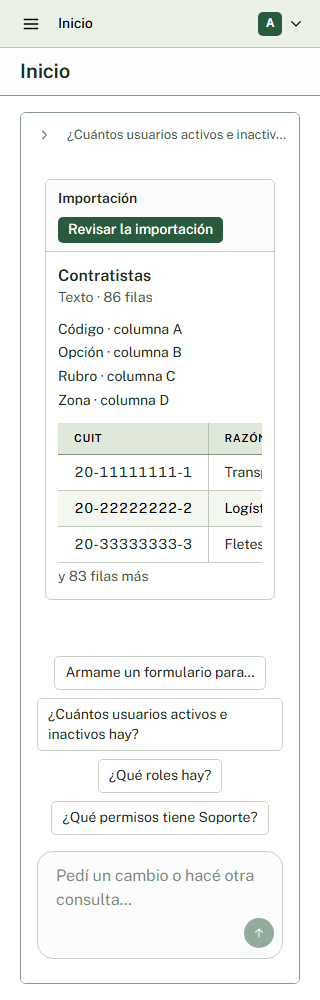 Inicio
A
Inicio
¿Cuántos usuarios activos e inactiv...
Importación
Revisar la importación
Contratistas
Texto · 86 filas
Código · columna A
Opción · columna B
Rubro · columna C
Zona · columna D
CUIT
20-11111111-1
20-22222222-2
20-33333333-3
Fletes
y 83 filas más
Armame un formulario para...
¿Cuántos usuarios activos e
inactivos hay?
¿Qué roles hay?
¿Qué permisos tiene Soporte?
Pedí un cambio o hacé otra
consulta...